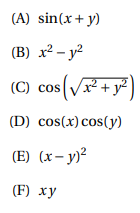 (A) sin(x + y)
(B) x² – y²
(C) cos(√x² + y²)
(D) cos(x) cos(y)
(E) (x – y)²
(F) xy